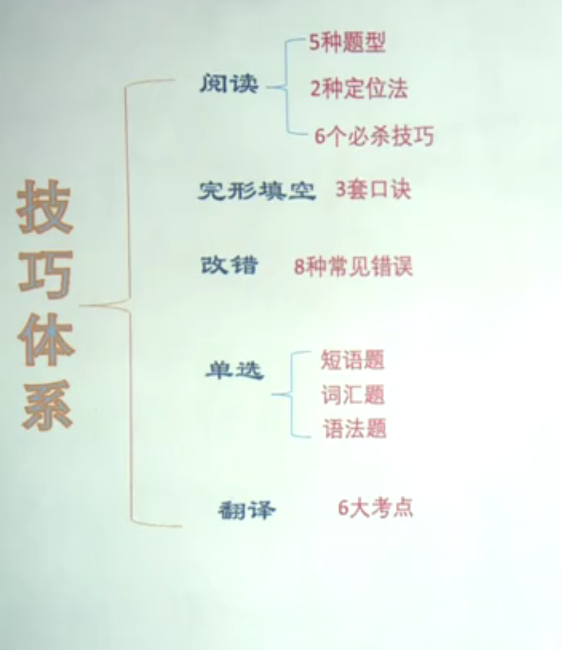 技巧体系
阅读
5种题型
2种定位法
6个必杀技巧
完形填空 3套口诀
改错 8种常见错误
单选
短语题
词汇题
语法题
翻译 6大考点